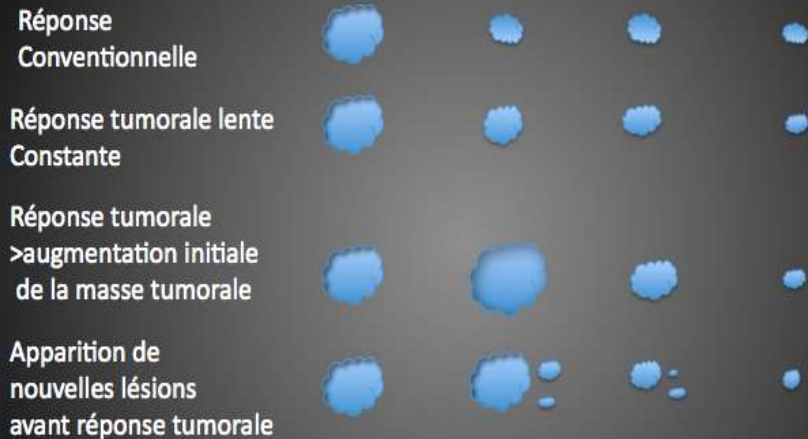 Réponse
Conventionnelle
Réponse tumorale lente
Constante
Réponse tumorale
>augmentation initiale
de la masse tumorale
Apparition de
nouvelles lésions
avant réponse tumorale